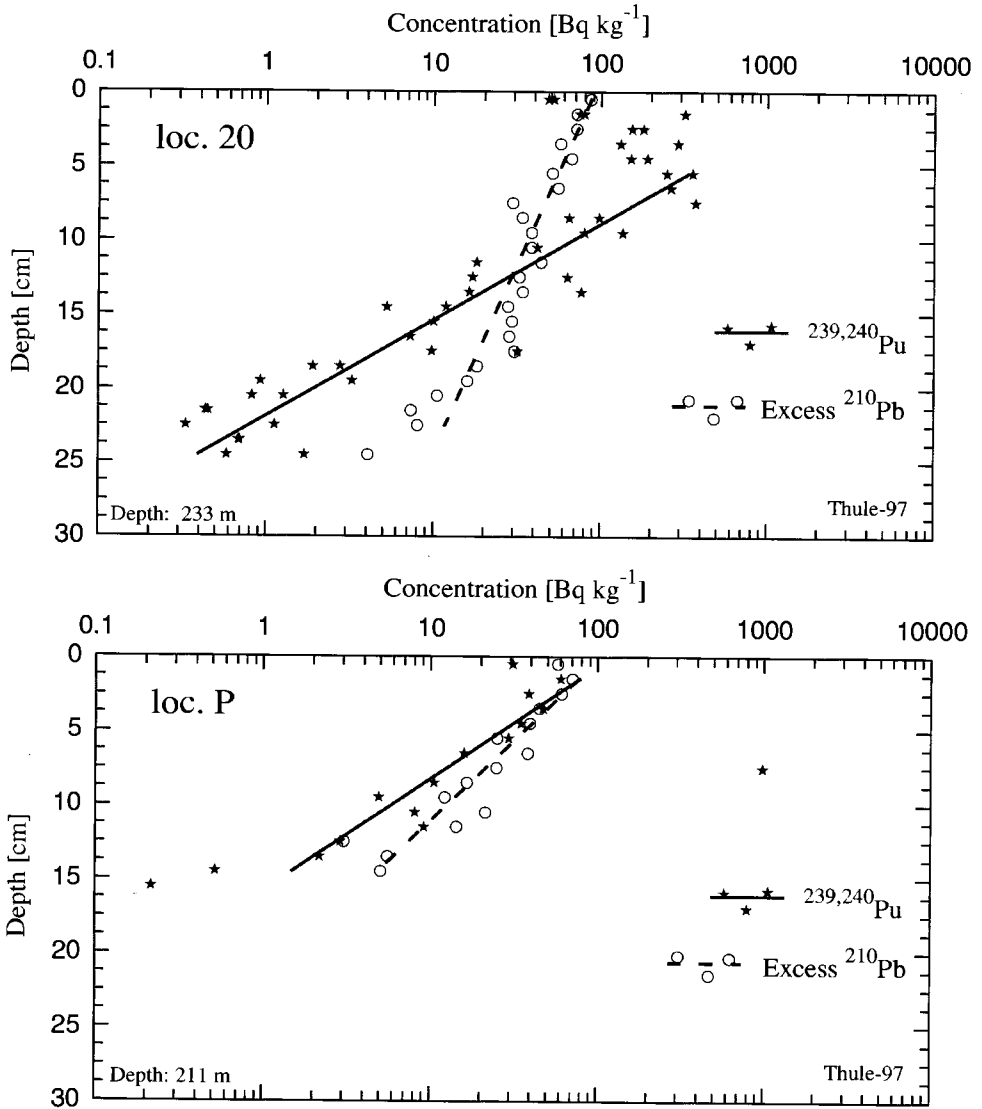 Concentration [Bq kg⁻¹]
0.1 1 10 100 1000 10000
0
5
10
15
20
25
30
Depth [cm]
loc. 20
²³⁹,²⁴⁰Pu
Excess ²¹⁰Pb
Depth: 233 m
Thule-97
Concentration [Bq kg⁻¹]
0.1 1 10 100 1000 10000
0
5
10
15
20
25
30
Depth [cm]
loc. P
²³⁹,²⁴⁰Pu
Excess ²¹⁰Pb
Depth: 211 m
Thule-97